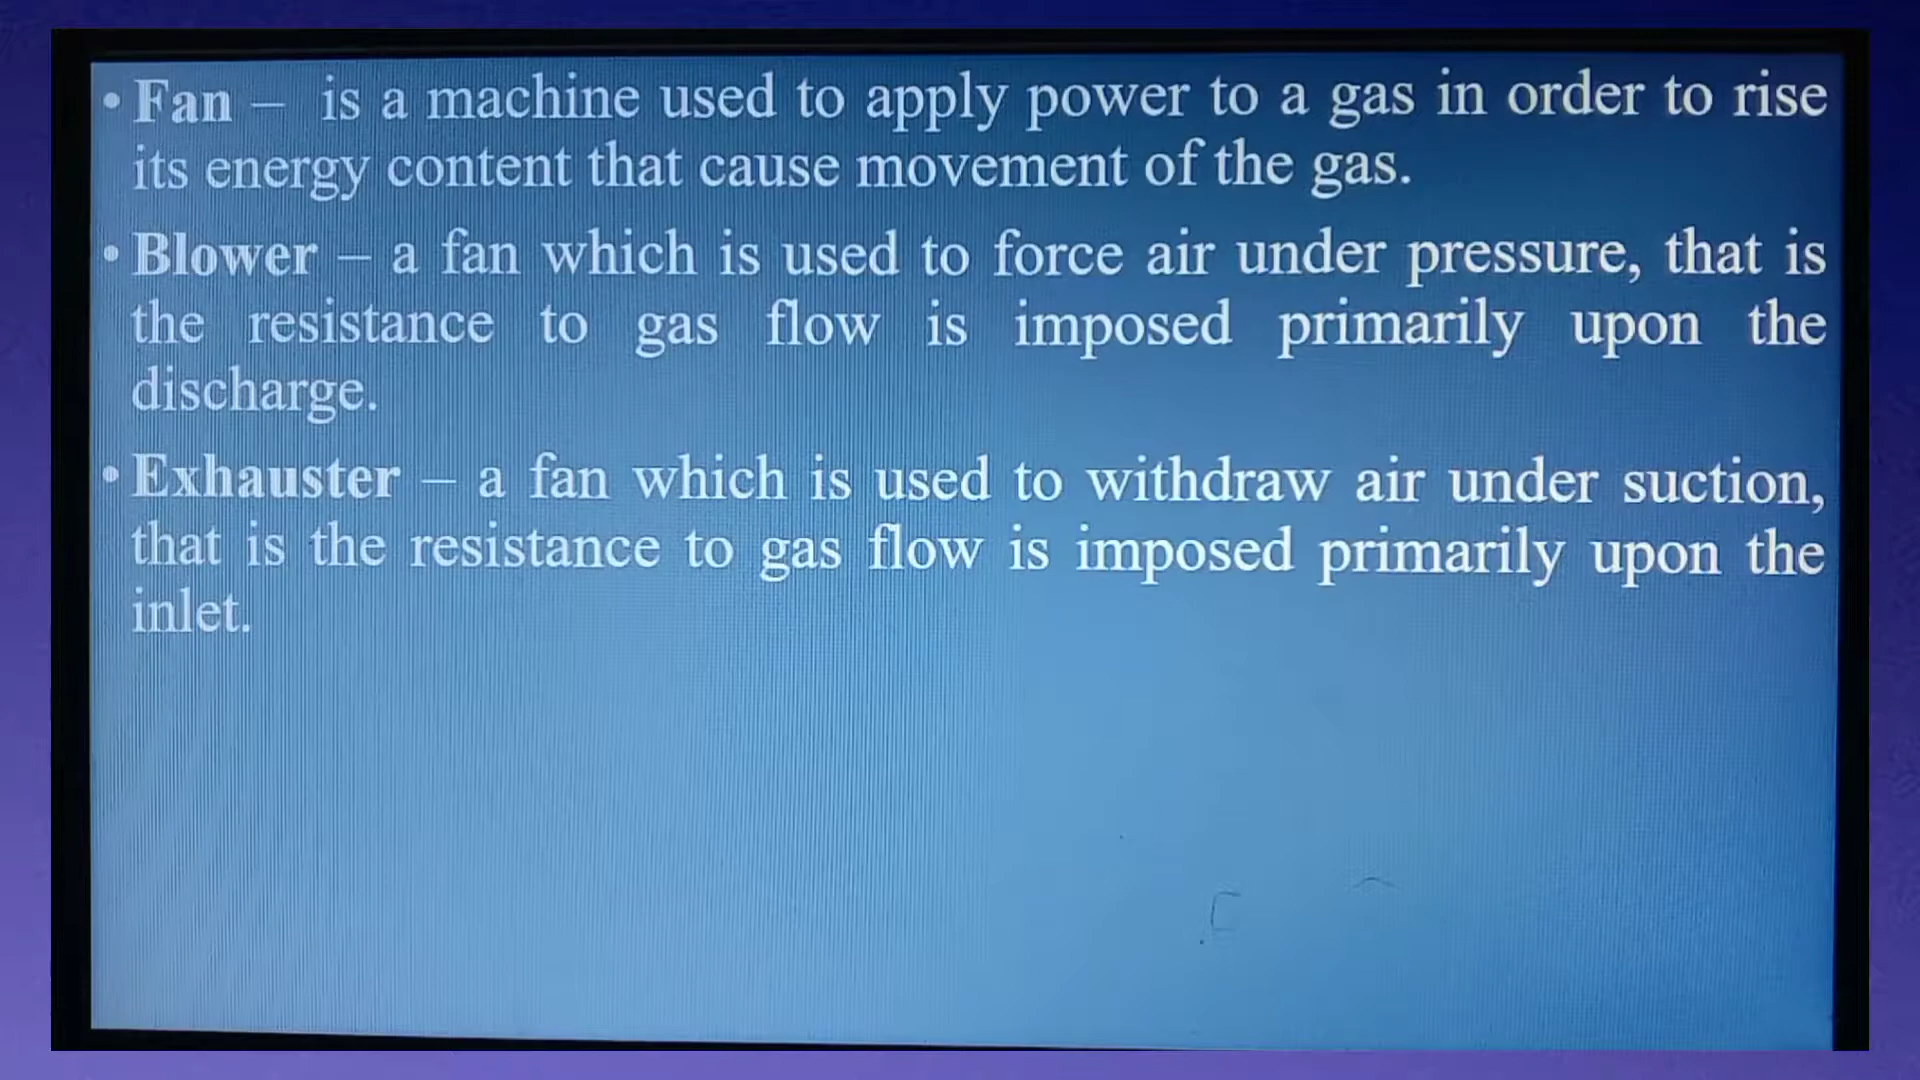 • Fan – is a machine used to apply power to a gas in order to rise
its energy content that cause movement of the gas.
• Blower – a fan which is used to force air under pressure, that is
the resistance to gas flow is imposed primarily upon the
discharge.
• Exhauster – a fan which is used to withdraw air under suction,
that is the resistance to gas flow is imposed primarily upon the
inlet.